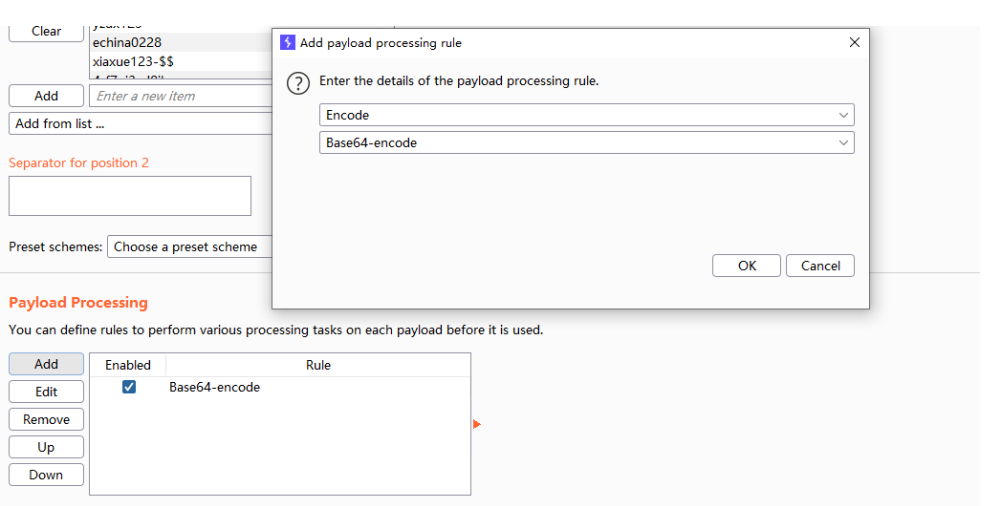 Clear
echina0228
Add payload processing rule
xiaxue123-$$
Enter the details of the payload processing rule.
Add
Enter a new item
Encode
Add from list ...
Base64-encode
Separator for position 2
Preset schemes:
Choose a preset scheme
OK
Cancel
Payload Processing
You can define rules to perform various processing tasks on each payload before it is used.
Add
Enabled
Rule
Edit
Base64-encode
Remove
Up
Down